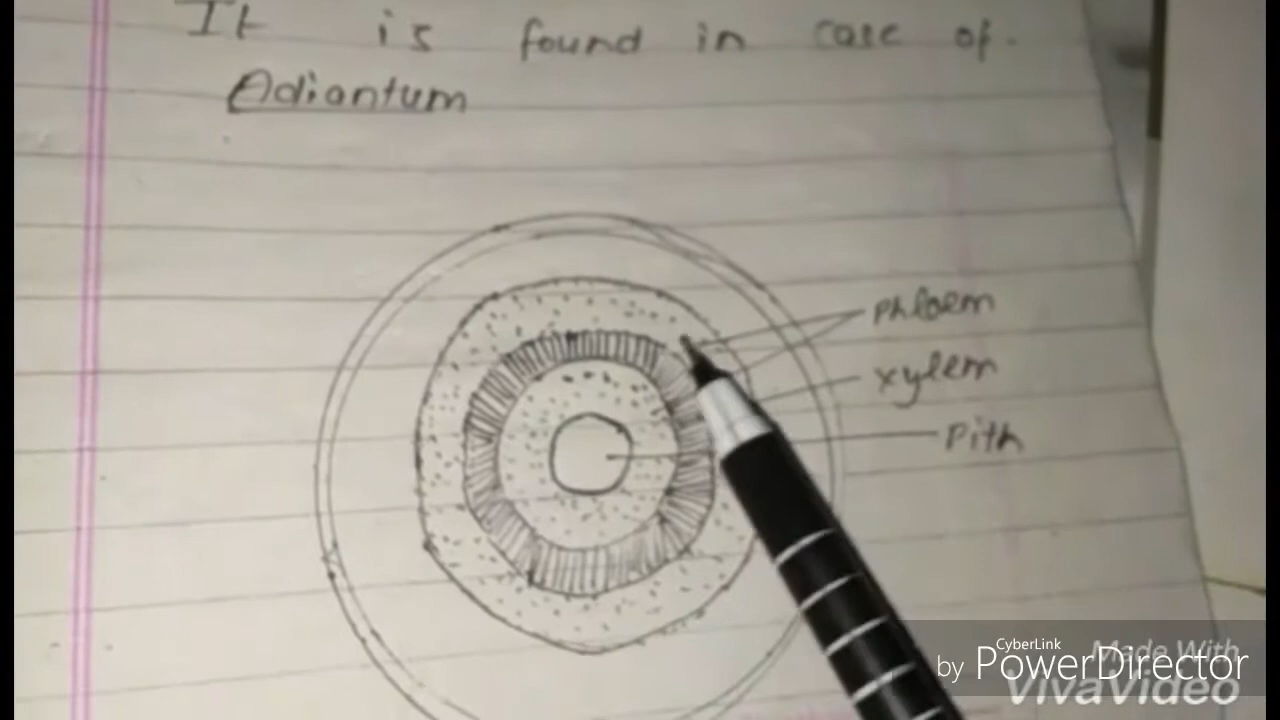 It is found in case of.
Adiantum
Phloem
xylem
Pith
CyberLink
by PowerDirector
Made With
VivaVideo